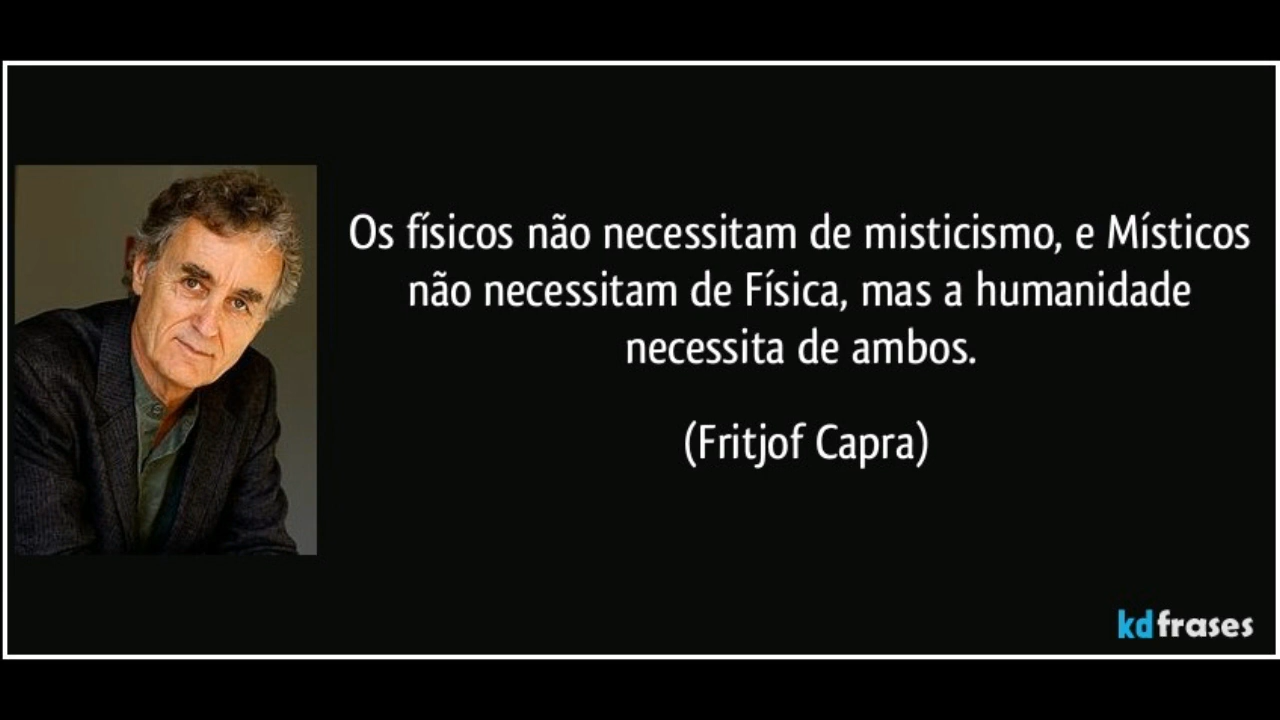 Os físicos não necessitam de misticismo, e Místicos
não necessitam de Física, mas a humanidade
necessita de ambos.
(Fritjof Capra)
kdfrases